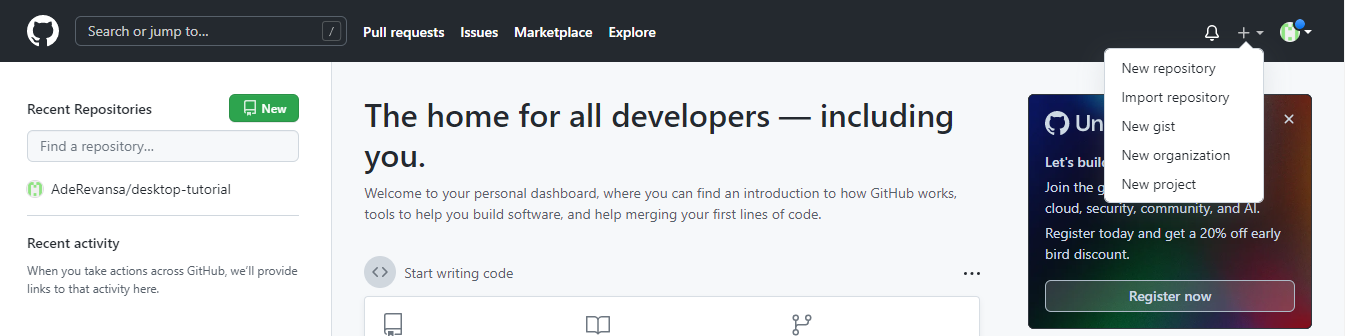 Search or jump to...
/
Pull requests
Issues
Marketplace
Explore
New repository
Import repository
New gist
New organization
New project
Recent Repositories
New
Find a repository...
AdeRevansa/desktop-tutorial
Recent activity
When you take actions across GitHub, we'll provide
links to that activity here.
The home for all developers — including
you.
Welcome to your personal dashboard, where you can find an introduction to how GitHub works,
tools to help you build software, and help merging your first lines of code.
Start writing code
Let's
Join the
cloud, security, community, and AI.
Register today and get a 20% off early
bird discount.
Register now